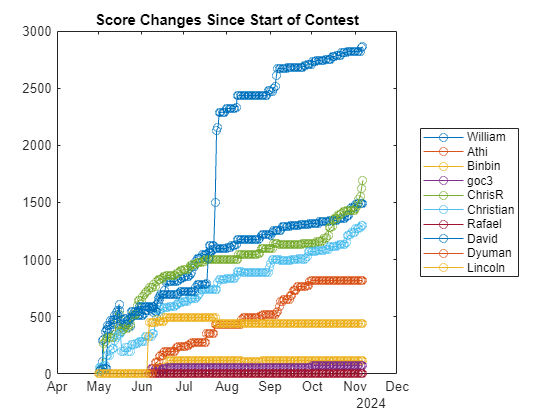 Score Changes Since Start of Contest
3000
2500
2000
1500
1000
500
0
Apr May Jun Jul Aug Sep Oct Nov Dec
2024
William
Athi
Binbin
goc3
ChrisR
Christian
Rafael
David
Dyuman
Lincoln